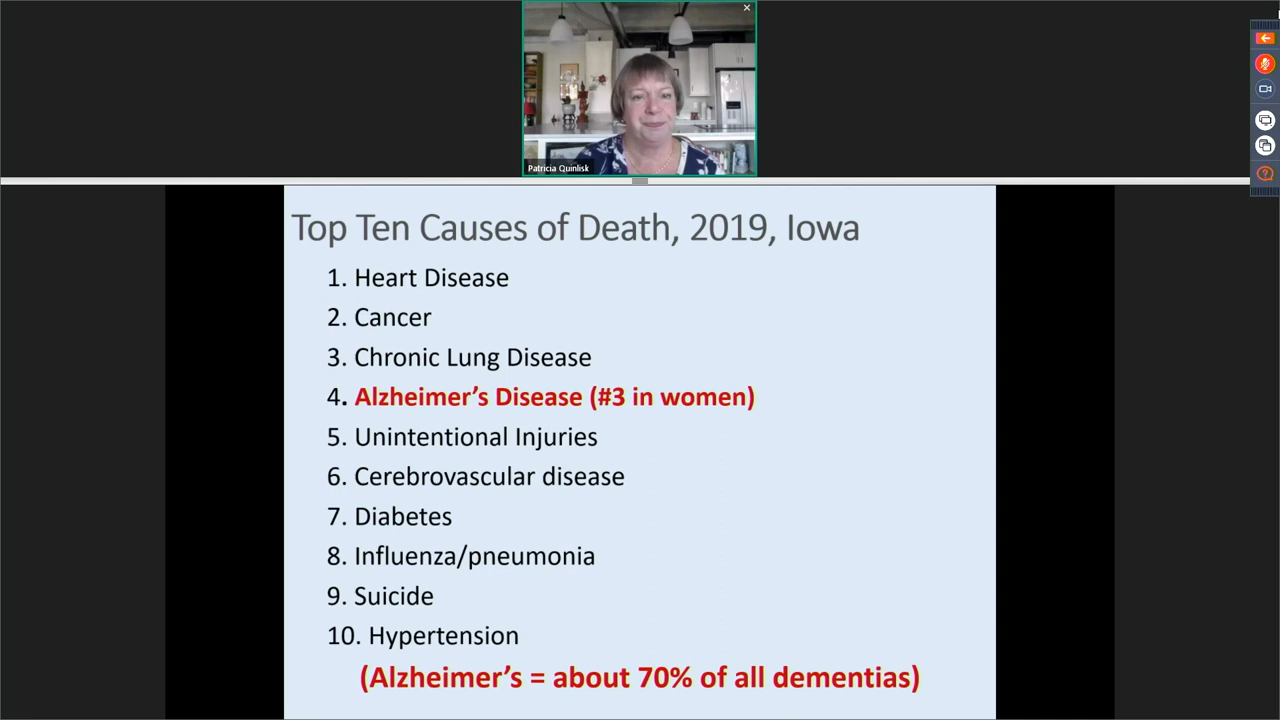 Patricia Quinlisk
Top Ten Causes of Death, 2019, Iowa
1. Heart Disease
2. Cancer
3. Chronic Lung Disease
4. Alzheimer’s Disease (#3 in women)
5. Unintentional Injuries
6. Cerebrovascular disease
7. Diabetes
8. Influenza/pneumonia
9. Suicide
10. Hypertension
(Alzheimer’s = about 70% of all dementias)